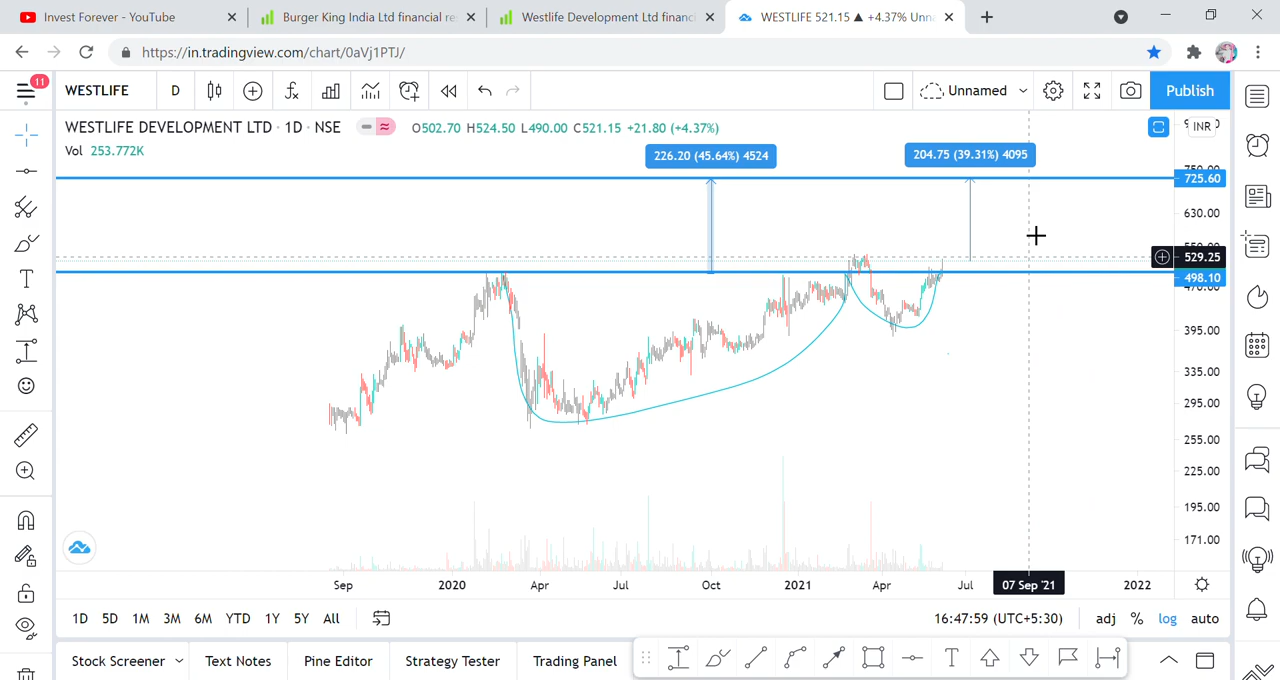 Invest Forever - YouTube
Burger King India Ltd financial re
Westlife Development Ltd financi
WESTLIFE 521.15 ▲ +4.37% Unn
https://in.tradingview.com/chart/0aVj1PTJ/
11
WESTLIFE
D
Unnamed
Publish
WESTLIFE DEVELOPMENT LTD · 1D · NSE
O502.70 H524.50 L490.00 C521.15 +21.80 (+4.37%)
INR
Vol 253.772K
226.20 (45.64%) 4524
204.75 (39.31%) 4095
725.60
630.00
529.25
498.10
395.00
335.00
295.00
255.00
225.00
195.00
171.00
Sep
2020
Apr
Jul
Oct
2021
Apr
Jul
07 Sep '21
2022
1D
5D
1M
3M
6M
YTD
1Y
5Y
All
16:47:59 (UTC+5:30)
adj
%
log
auto
Stock Screener
Text Notes
Pine Editor
Strategy Tester
Trading Panel